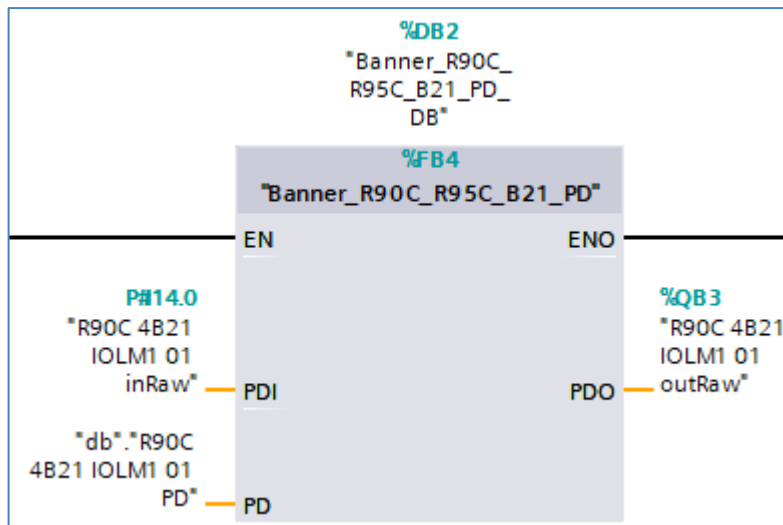 %DB2
"Banner_R90C_
R95C_B21_PD_
DB"
%FB4
"Banner_R90C_R95C_B21_PD"
EN
ENO
P#I14.0
"R90C 4B21
IOLM1 01
inRaw"
PDI
%QB3
"R90C 4B21
IOLM1 01
outRaw"
PDO
"db"."R90C
4B21 IOLM1 01
PD"
PD